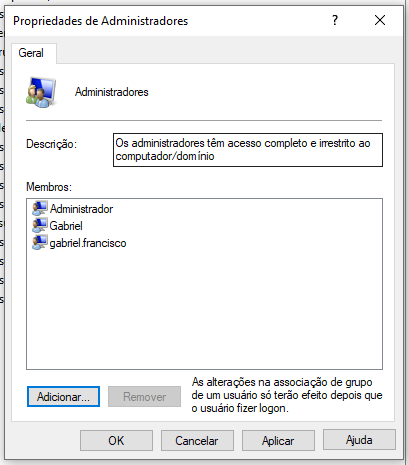 Propriedades de Administradores
?
Geral
Administradores
Descrição:
Os administradores têm acesso completo e irrestrito ao
computador/domínio
Membros:
Administrador
Gabriel
gabriel.francisco
Adicionar...
Remover
As alterações na associação de grupo
de um usuário só terão efeito depois que
o usuário fizer logon.
OK
Cancelar
Aplicar
Ajuda